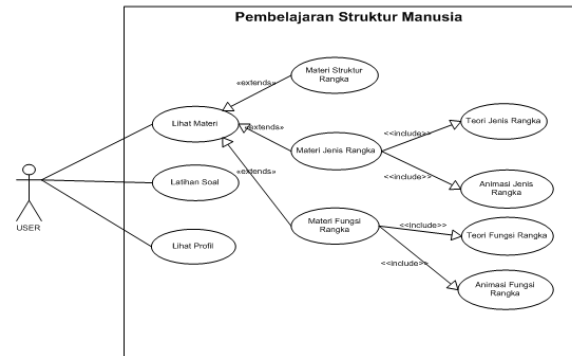 Pembelajaran Struktur Manusia
Materi Struktur
Rangka
«extends»
Lihat Materi
«extends»
Materi Jenis Rangka
<<include>>
Teori Jenis Rangka
<<include>>
Animasi Jenis
Rangka
«extends»
Latihan Soal
USER
Materi Fungsi
Rangka
<<include>>
Teori Fungsi Rangka
Lihat Profil
<<include>>
Animasi Fungsi
Rangka